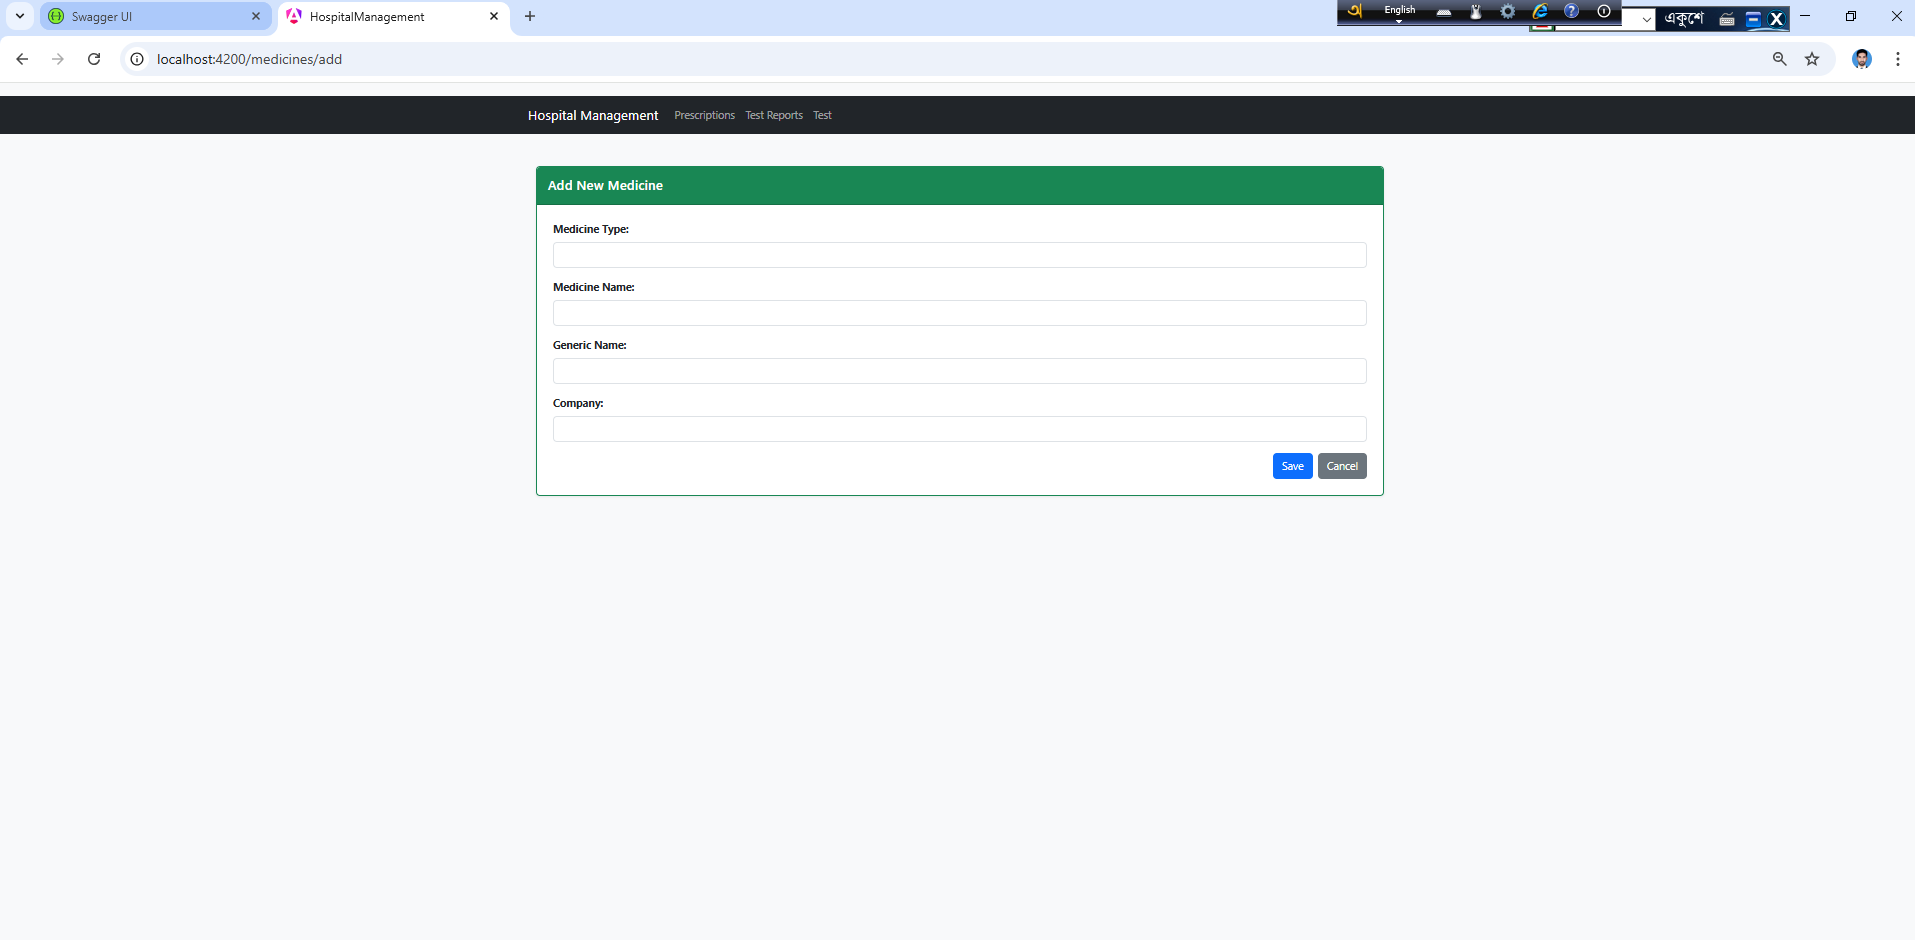 Swagger UI
HospitalManagement
English
একুশে
localhost:4200/medicines/add
Hospital Management Prescriptions Test Reports Test
Add New Medicine
Medicine Type:
Medicine Name:
Generic Name:
Company:
Save Cancel